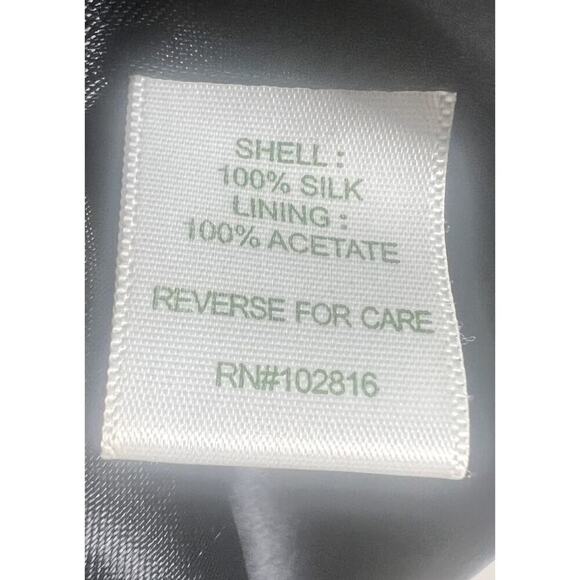 SHELL :
100% SILK
LINING :
100% ACETATE
REVERSE FOR CARE
RN#102816